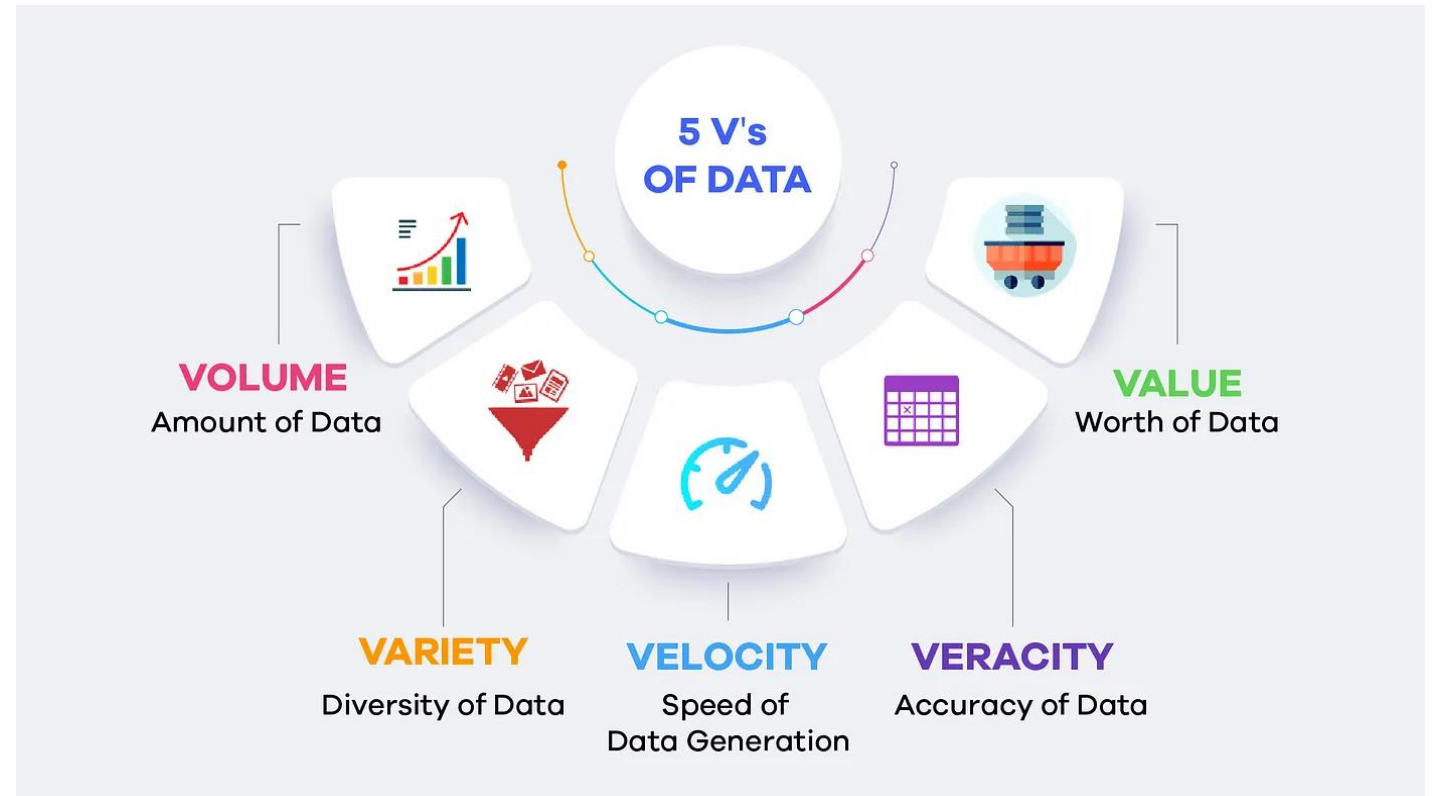 5 V's
OF DATA
VOLUME
Amount of Data
VARIETY
Diversity of Data
VELOCITY
Speed of
Data Generation
VERACITY
Accuracy of Data
VALUE
Worth of Data